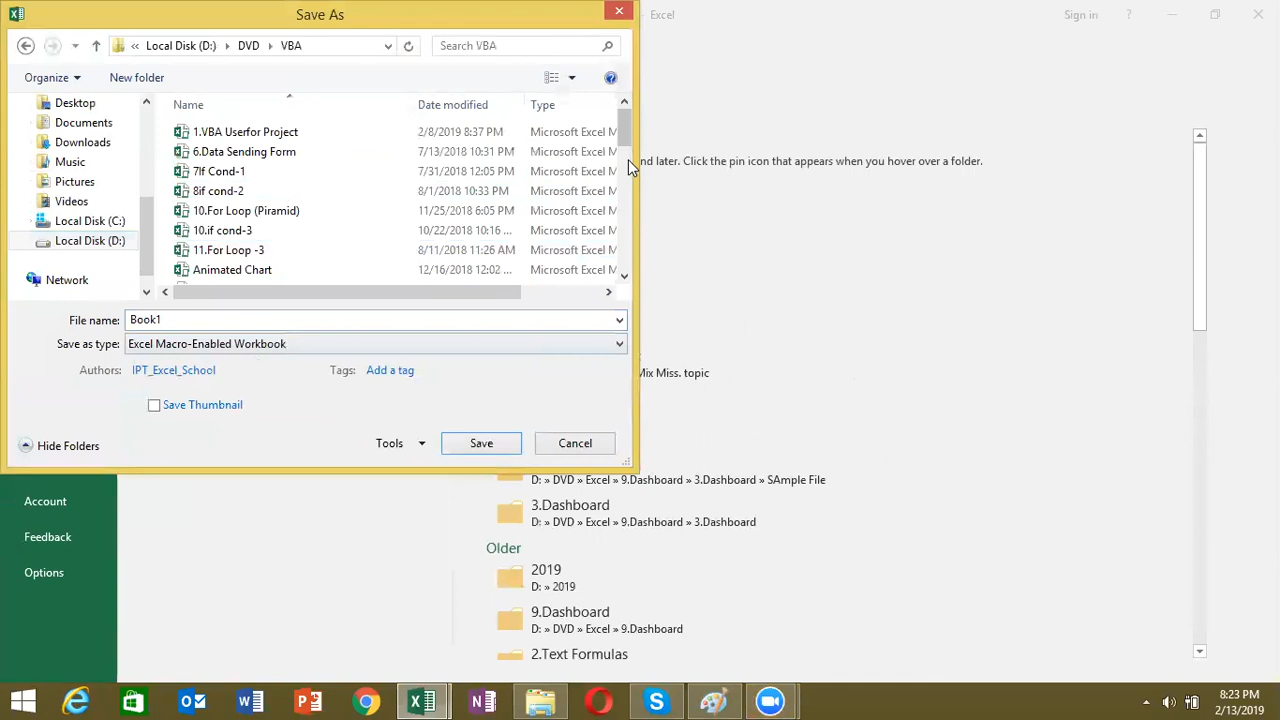 Save As
Excel
Sign in ?
« Local Disk (D:) DVD VBA
Search VBA
Organize
New folder
Name Date modified Type
Desktop
Documents
Downloads
Music
Pictures
Videos
Local Disk (C:)
Local Disk (D:)
Network
1.VBA Userfor Project 2/8/2019 8:37 PM Microsoft Excel M
6.Data Sending Form 7/13/2018 10:31 PM Microsoft Excel M
7If Cond-1 7/31/2018 12:05 PM Microsoft Excel M
8if cond-2 8/1/2018 10:33 PM Microsoft Excel M
10.For Loop (Piramid) 11/25/2018 6:05 PM Microsoft Excel M
10.if cond-3 10/22/2018 10:16 ... Microsoft Excel M
11.For Loop -3 8/11/2018 11:26 AM Microsoft Excel M
Animated Chart 12/16/2018 12:02 ... Microsoft Excel M
File name: Book1
Save as type: Excel Macro-Enabled Workbook
Authors: IPT_Excel_School
Tags: Add a tag
Save Thumbnail
Hide Folders
Tools
Save
Cancel
nd later. Click the pin icon that appears when you hover over a folder.
Mix Miss. topic
D: » DVD » Excel » 9.Dashboard » 3.Dashboard » SAmple File
3.Dashboard
D: » DVD » Excel » 9.Dashboard » 3.Dashboard
Older
2019
D: » 2019
9.Dashboard
D: » DVD » Excel » 9.Dashboard
2.Text Formulas
Account
Feedback
Options
8:23 PM
2/13/2019